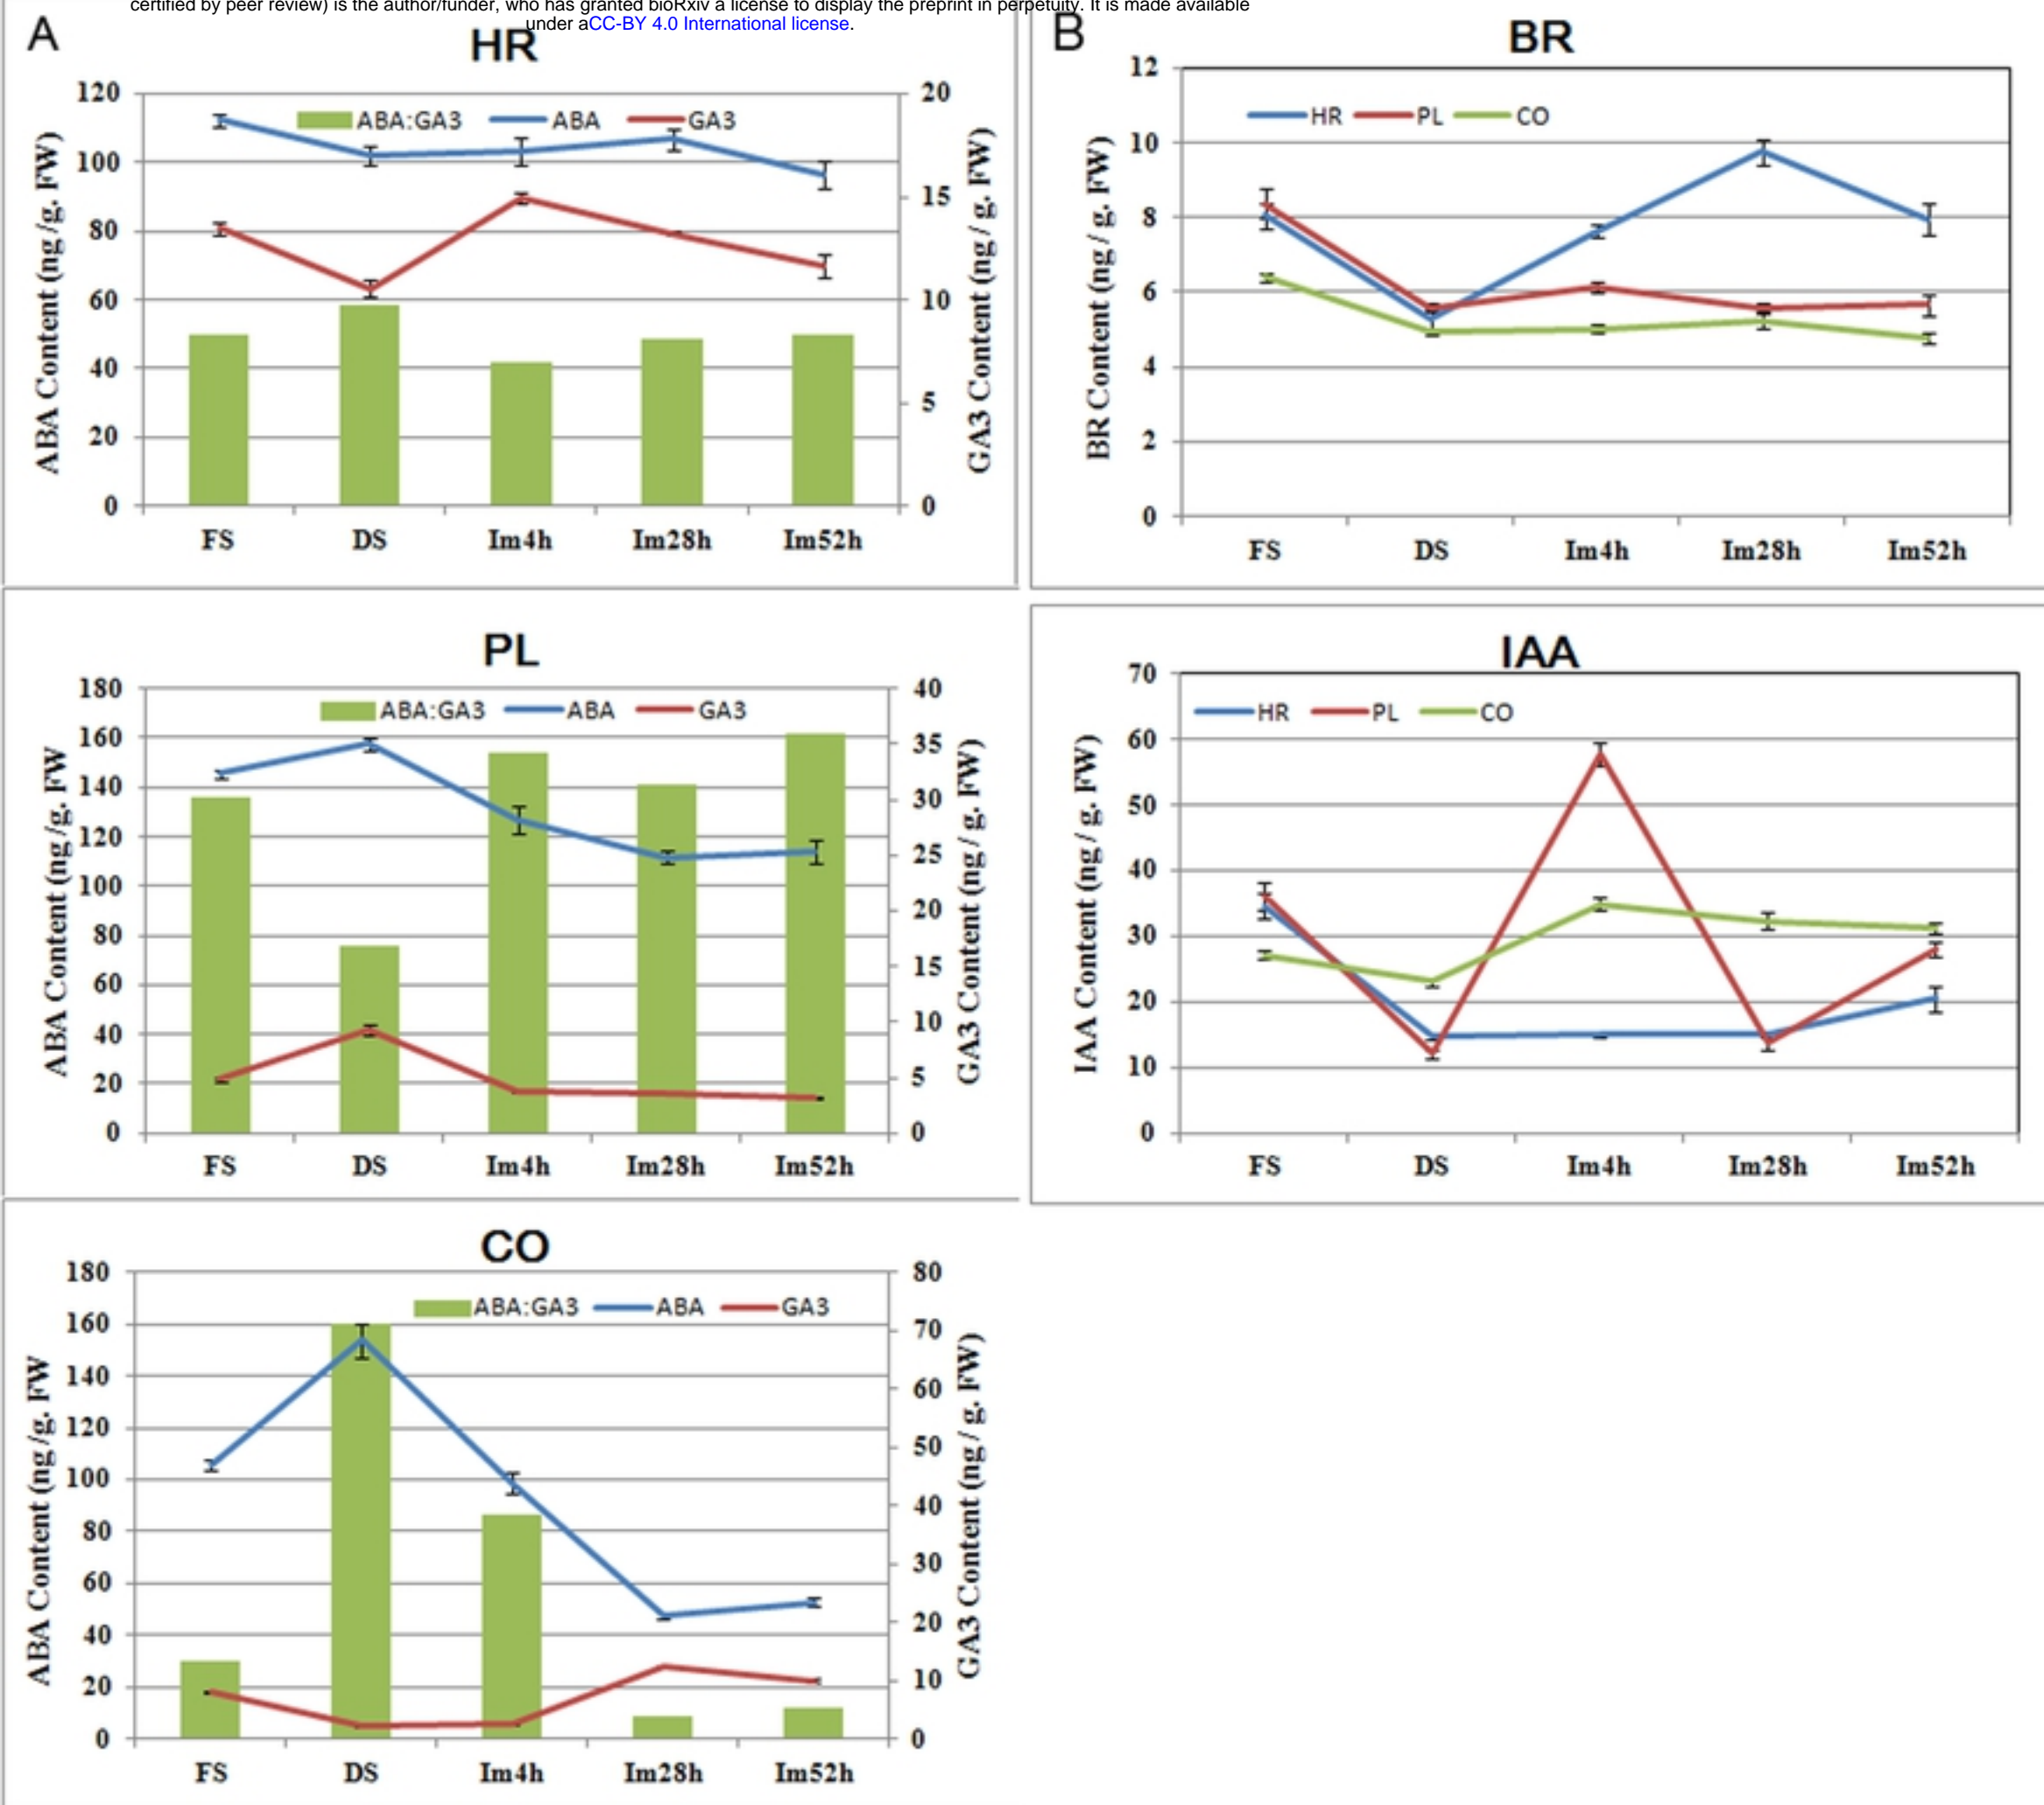 certified by peer review) is the author/funder, who has granted bioRxiv a license to display the preprint in perpetuity. It is made available
under aCC-BY 4.0 International license.
A
HR
ABA:GA3 ABA GA3
ABA Content (ng /g. FW)
120
100
80
60
40
20
0
GA3 Content (ng / g. FW)
20
15
10
5
0
FS DS Im4h Im28h Im52h
B
BR
HR PL CO
BR Content (ng / g. FW)
12
10
8
6
4
2
0
FS DS Im4h Im28h Im52h
PL
ABA:GA3 ABA GA3
ABA Content (ng /g. FW
180
160
140
120
100
80
60
40
20
0
GA3 Content (ng / g. FW)
40
35
30
25
20
15
10
5
0
FS DS Im4h Im28h Im52h
IAA
HR PL CO
IAA Content (ng / g. FW)
70
60
50
40
30
20
10
0
FS DS Im4h Im28h Im52h
CO
ABA:GA3 ABA GA3
ABA Content (ng /g. FW
180
160
140
120
100
80
60
40
20
0
GA3 Content (ng / g. FW)
80
70
60
50
40
30
20
10
0
FS DS Im4h Im28h Im52h